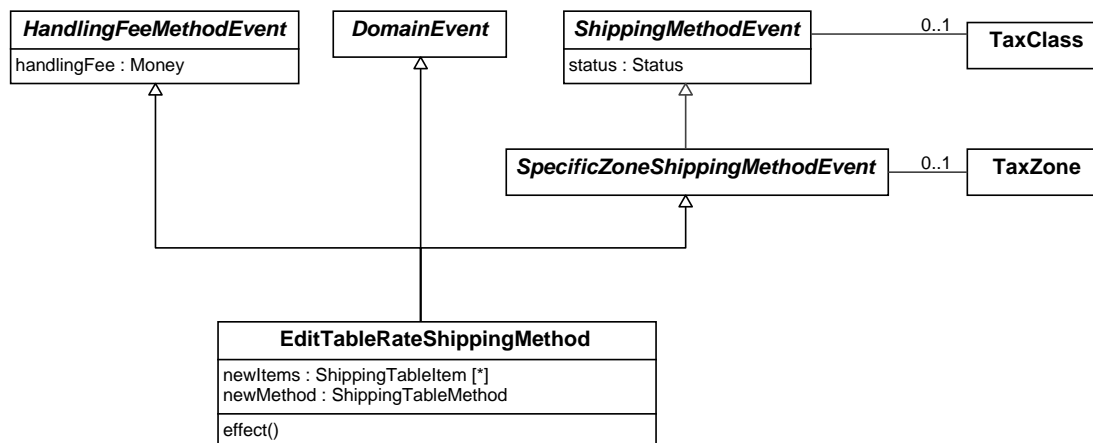 HandlingFeeMethodEvent
handlingFee : Money
DomainEvent
ShippingMethodEvent
status : Status
0..1
TaxClass
SpecificZoneShippingMethodEvent
0..1
TaxZone
EditTableRateShippingMethod
newItems : ShippingTableItem [*]
newMethod : ShippingTableMethod
effect()